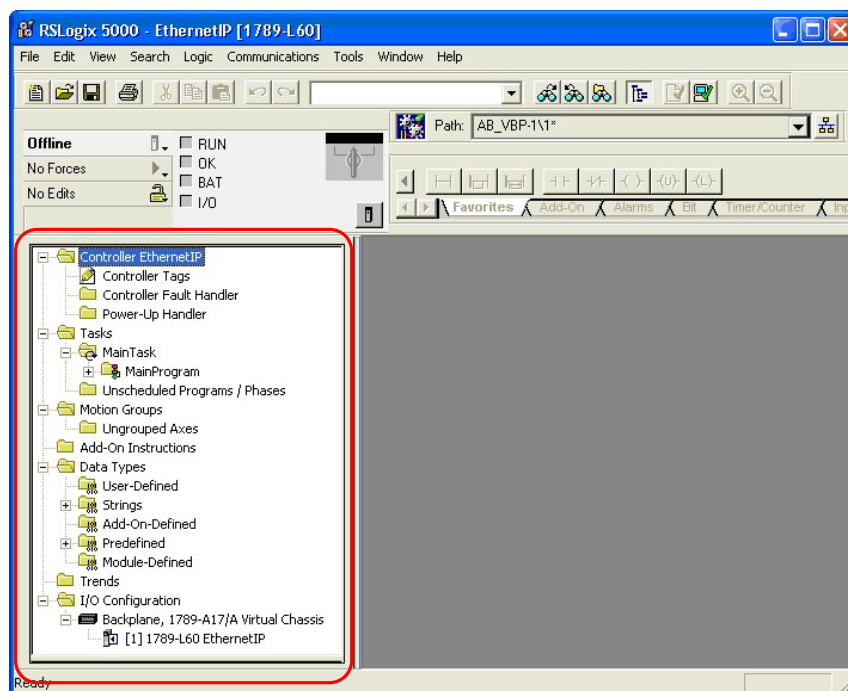 RSLogix 5000 - EthernetIP [1789-L60]
File Edit View Search Logic Communications Tools Window Help
Path: AB_VBP-1\1*
Offline RUN
No Forces OK
BAT
No Edits I/O
Favorites Add-On Alarms Bit Timer/Counter Inp
Controller EthernetIP
Controller Tags
Controller Fault Handler
Power-Up Handler
Tasks
MainTask
MainProgram
Unscheduled Programs / Phases
Motion Groups
Ungrouped Axes
Add-On Instructions
Data Types
User-Defined
Strings
Add-On-Defined
Predefined
Module-Defined
Trends
I/O Configuration
Backplane, 1789-A17/A Virtual Chassis
[1] 1789-L60 EthernetIP
Ready